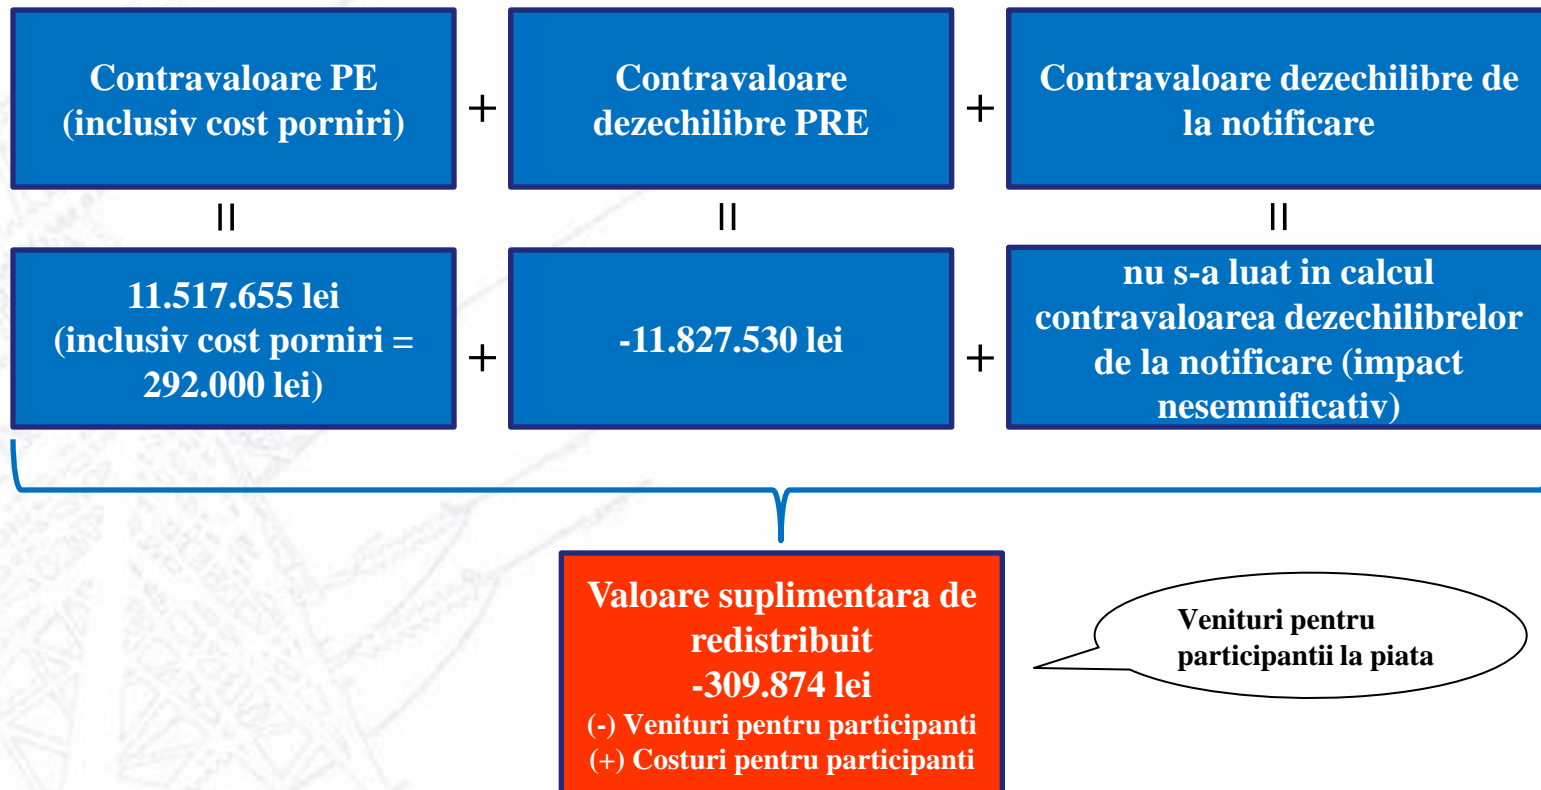 Contravaloare PE
(inclusiv cost porniri)
+
Contravaloare
dezechilibre PRE
+
Contravaloare dezechilibre de
la notificare
=
=
=
11.517.655 lei
(inclusiv cost porniri =
292.000 lei)
+
-11.827.530 lei
+
nu s-a luat in calcul
contravaloarea dezechilibrelor
de la notificare (impact
nesemnificativ)
Valoare suplimentara de
redistribuit
-309.874 lei
(-) Venituri pentru participanti
(+) Costuri pentru participanti
Venituri pentru
participantii la piata